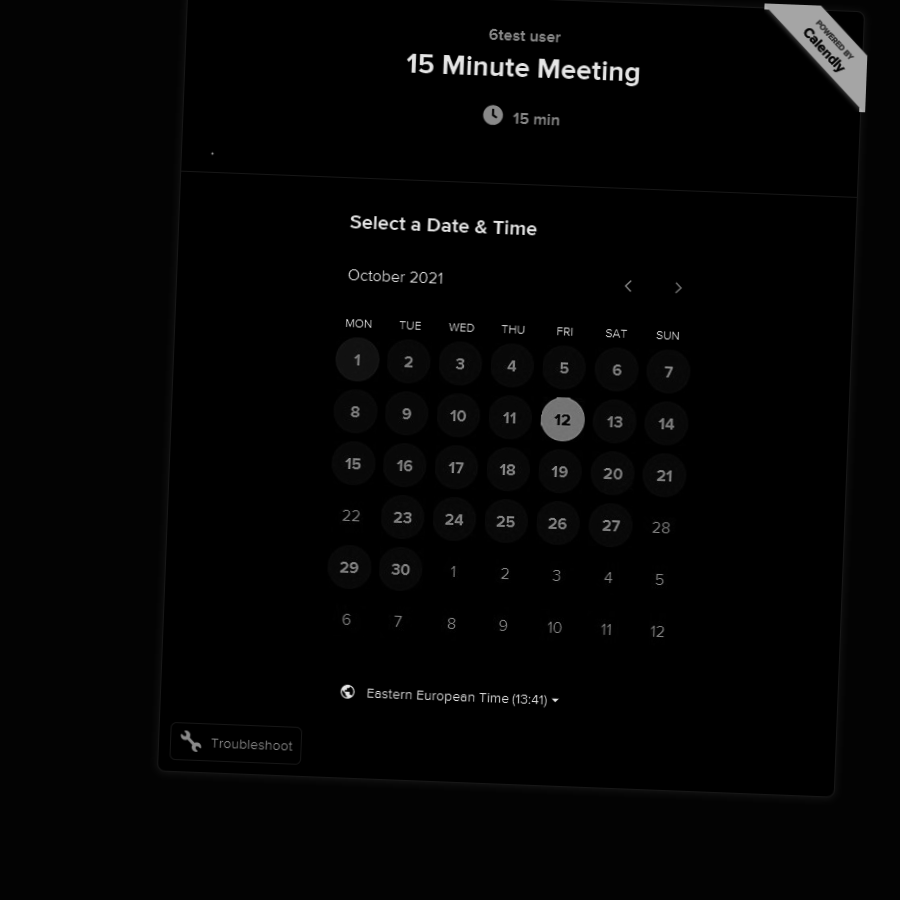 6test user
POWERED BY
Calendly
15 Minute Meeting
15 min
.
Select a Date & Time
October 2021
MON TUE WED THU FRI SAT SUN
1 2 3 4 5 6 7
8 9 10 11 12 13 14
15 16 17 18 19 20 21
22 23 24 25 26 27 28
29 30 1 2 3 4 5
6 7 8 9 10 11 12
Eastern European Time (13:41)
Troubleshoot